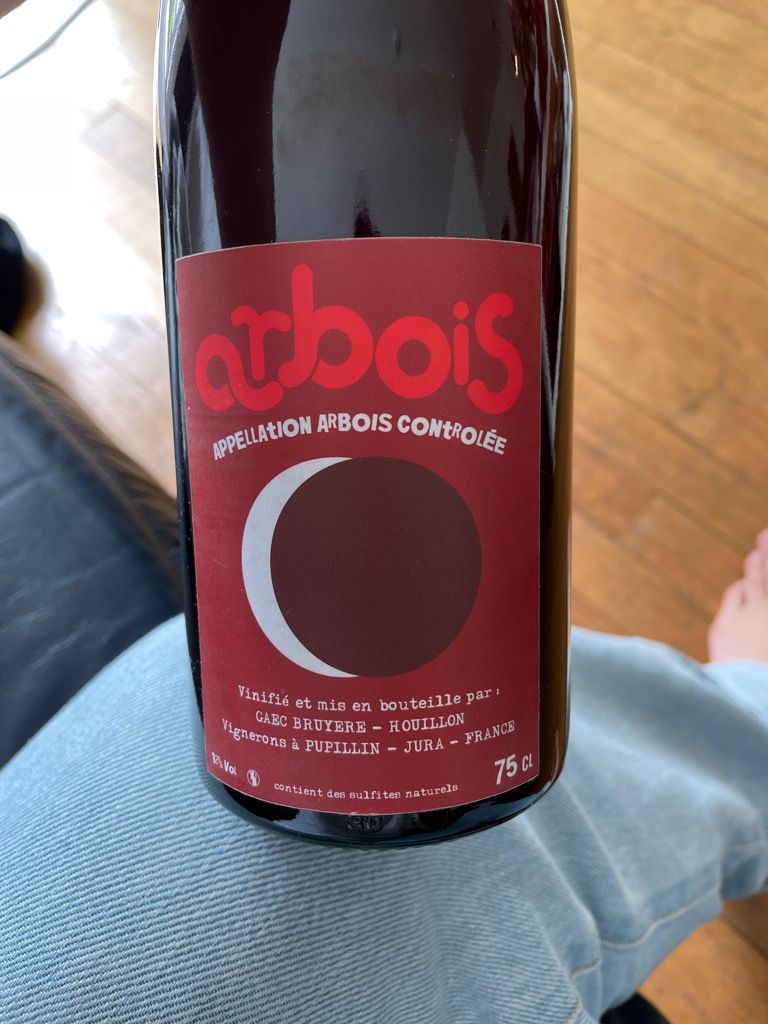 arbois
APPELLATION ARBOIS CONTROLÉE
Vinifié et mis en bouteille par :
GAEC BRUYERE - HOUILLON
Vignerons à PUPILLIN - JURA - FRANCE
12% Vol
contient des sulfites naturels
75 CL